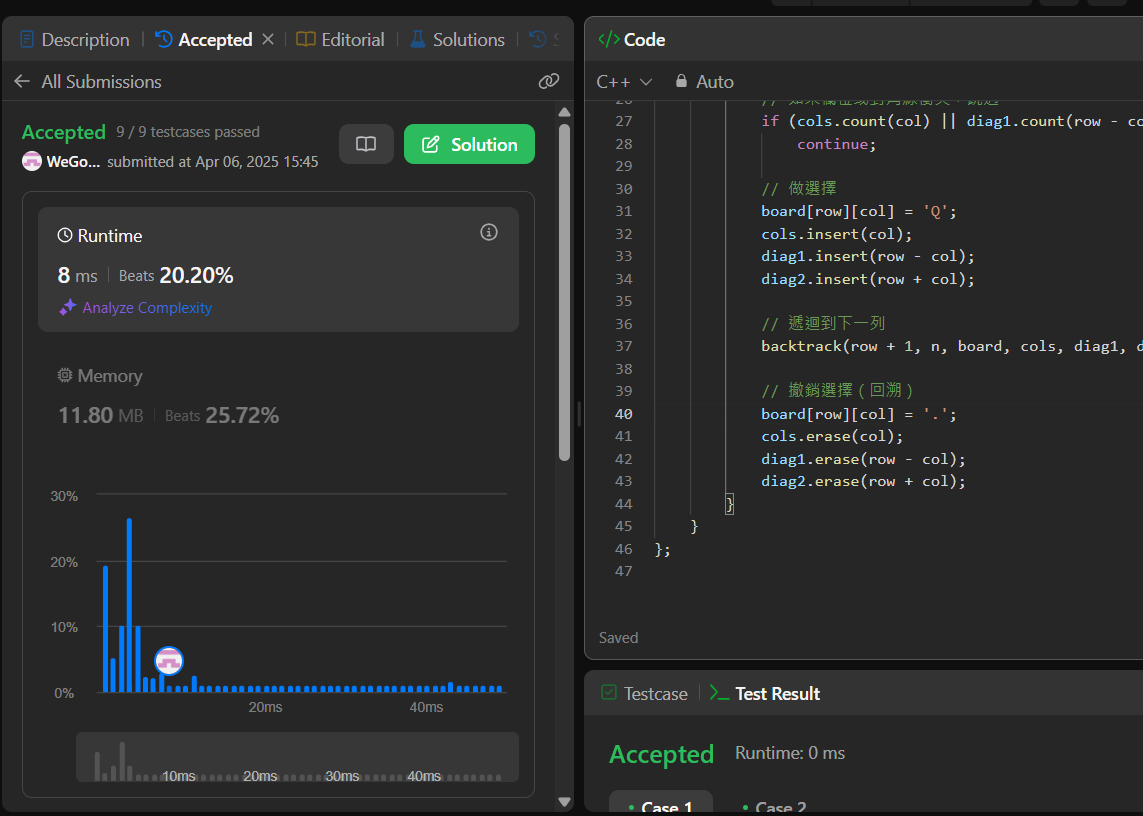 Description
Accepted
Editorial
Solutions
All Submissions
Accepted 9 / 9 testcases passed
WeGo... submitted at Apr 06, 2025 15:45
Solution
Runtime
8 ms Beats 20.20%
Analyze Complexity
Memory
11.80 MB Beats 25.72%
30%
20%
10%
0%
20ms 40ms
10ms 20ms 30ms 40ms
</> Code
C++ Auto
27 if (cols.count(col) || diag1.count(row - co
28 continue;
29
30 // 做選擇
31 board[row][col] = 'Q';
32 cols.insert(col);
33 diag1.insert(row - col);
34 diag2.insert(row + col);
35
36 // 遞迴到下一列
37 backtrack(row + 1, n, board, cols, diag1, d
38
39 // 撤銷選擇（回溯）
40 board[row][col] = '.';
41 cols.erase(col);
42 diag1.erase(row - col);
43 diag2.erase(row + col);
44 }
45 }
46 };
47
Saved
Testcase
Test Result
Accepted Runtime: 0 ms
Case 1 Case 2